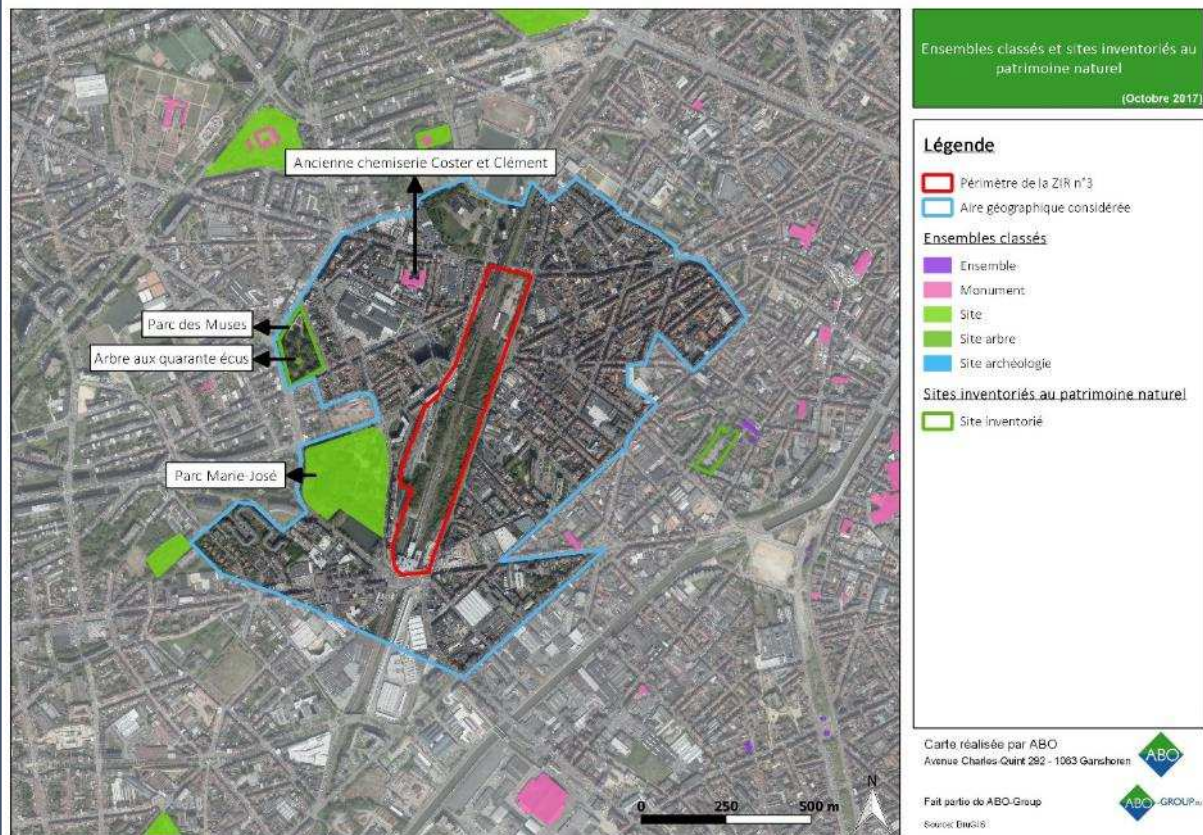 Ensembles classés et sites inventoriés au
patrimoine naturel
(Octobre 2017)
Légende
Périmètre de la ZIR n°3
Aire géographique considérée
Ensembles classés
Ensemble
Monument
Site
Site arbre
Site archéologie
Sites inventoriés au patrimoine naturel
Site inventorié
Ancienne chemiserie Coster et Clément
Parc des Muses
Arbre aux quarante écus
Parc Marie-José
N
0 250 500 m
Carte réalisée par ABO
Avenue Charles-Quint 292 - 1083 Ganshoren
ABO
Fait partie de ABO-Group
ABO-GROUP
Source: BruGIS